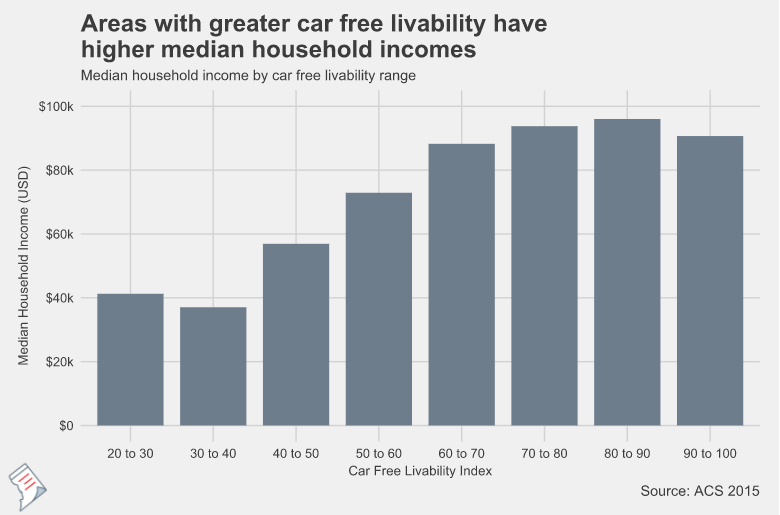 Areas with greater car free livability have
higher median household incomes
Median household income by car free livability range
Median Household Income (USD)
$100k
$80k
$60k
$40k
$20k
$0
20 to 30 30 to 40 40 to 50 50 to 60 60 to 70 70 to 80 80 to 90 90 to 100
Car Free Livability Index
Source: ACS 2015